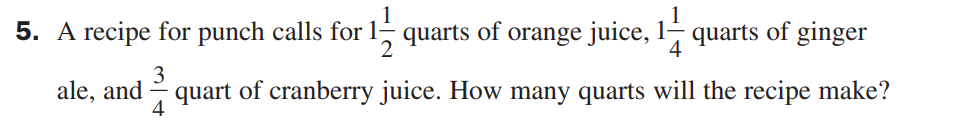 5. A recipe for punch calls for 1 1/2 quarts of orange juice, 1 1/4 quarts of ginger
ale, and 3/4 quart of cranberry juice. How many quarts will the recipe make?